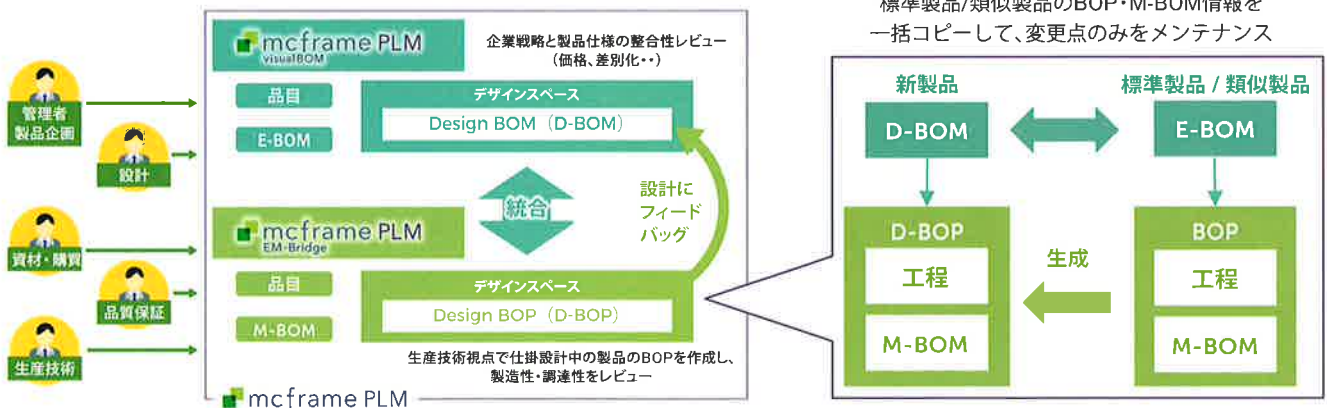 標準製品/類似製品のBOP・M-BOM情報を
一括コピーして、変更点のみをメンテナンス
mcframe PLM
visualBOM
企業戦略と製品仕様の整合性レビュー
（価格、差別化・・）
管理者
製品企画
設計
資材・購買
品質保証
生産技術
品目
E-BOM
デザインスペース
Design BOM（D-BOM）
統合
設計に
フィード
バッグ
mcframe PLM
EM-Bridge
品目
M-BOM
デザインスペース
Design BOP（D-BOP）
生産技術視点で仕掛設計中の製品のBOPを作成し、
製造性・調達性をレビュー
mcframe PLM
新製品
標準製品 / 類似製品
D-BOM
E-BOM
D-BOP
工程
M-BOM
生成
BOP
工程
M-BOM